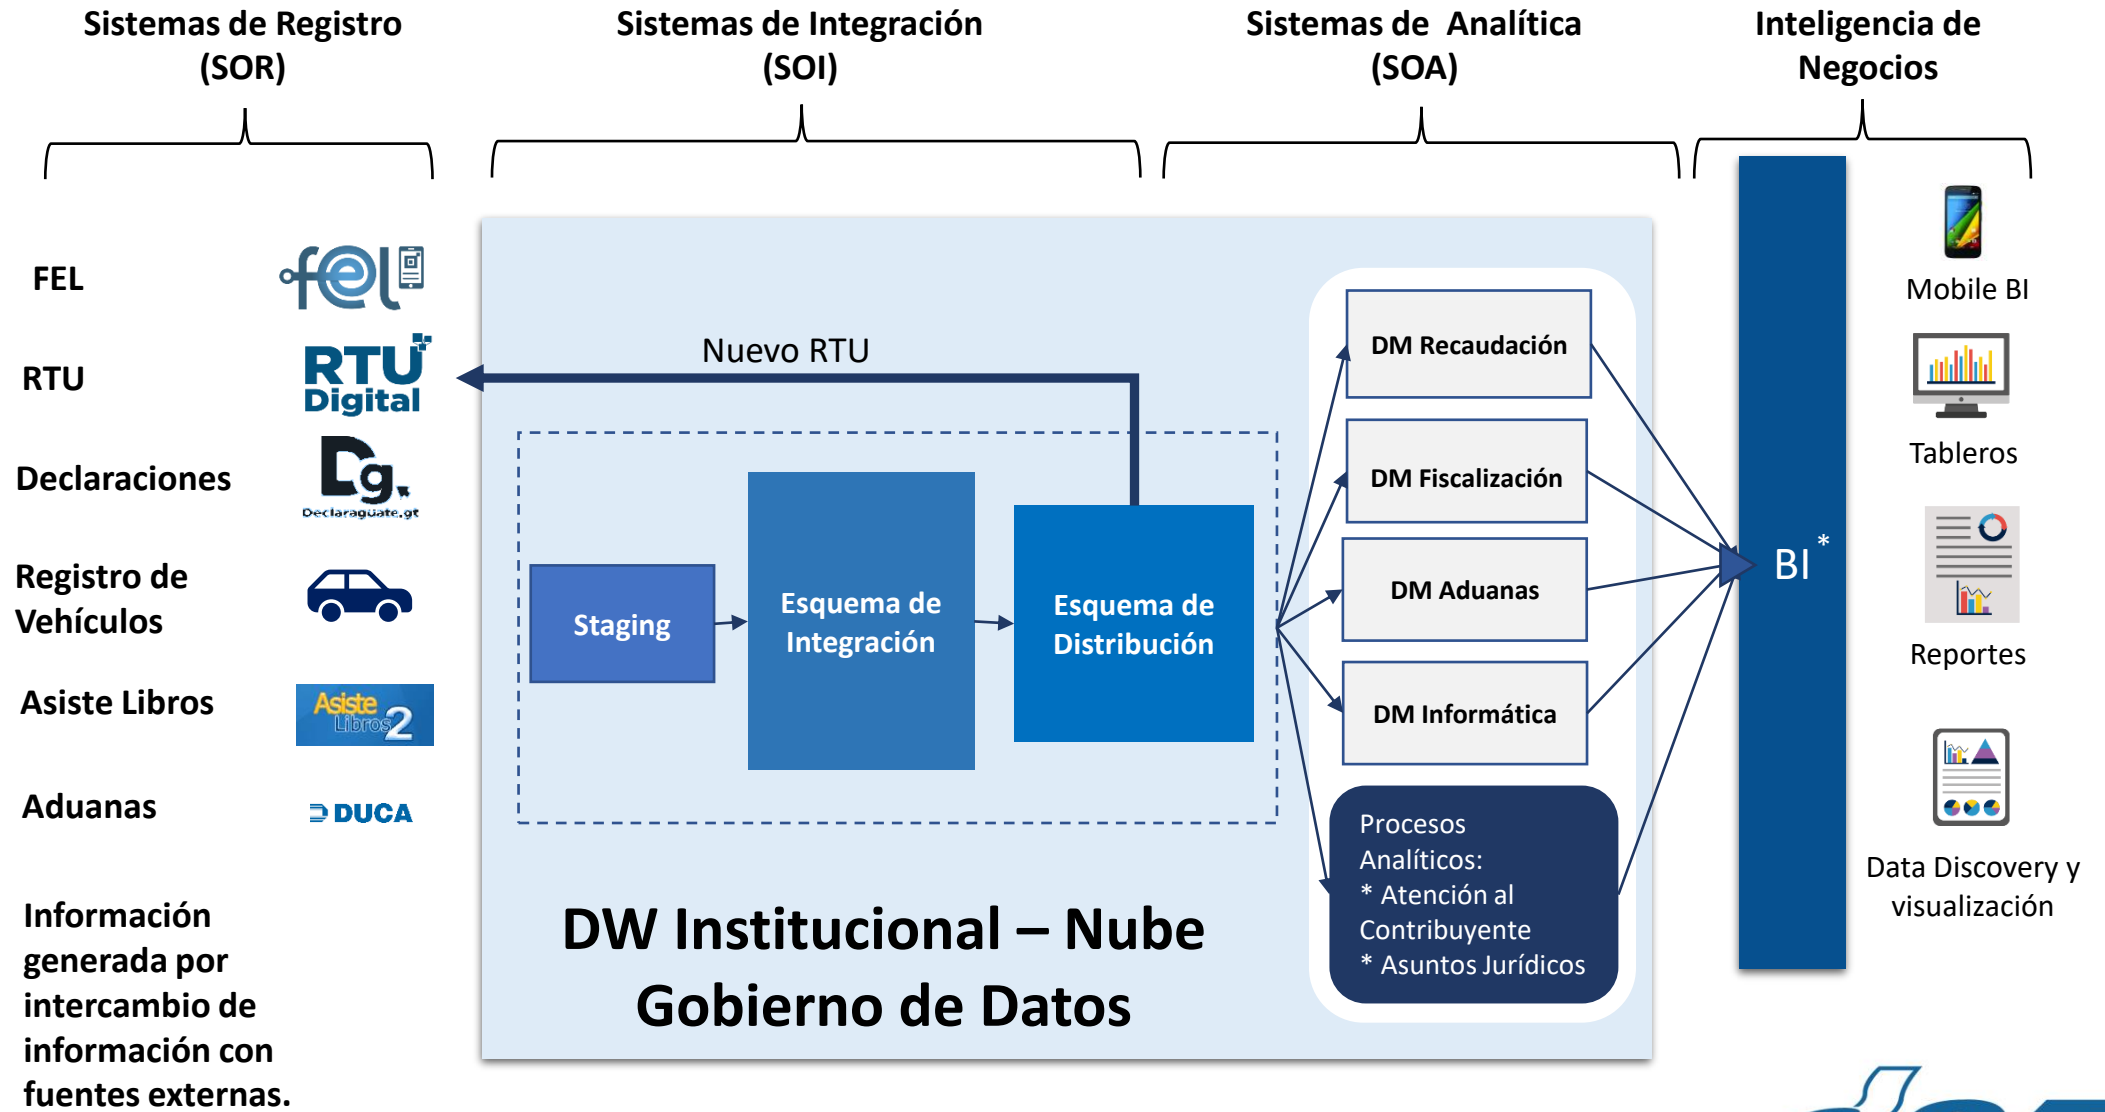 Sistemas de Registro
(SOR)
Sistemas de Integración
(SOI)
Sistemas de Analítica
(SOA)
Inteligencia de
Negocios
FEL
fel
RTU
RTU
Digital
Declaraciones
Dg.
Declaraguate.gt
Registro de
Vehículos
Asiste Libros
Asiste
Libros 2
Aduanas
DUCA
Información
generada por
intercambio de
información con
fuentes externas.
Nuevo RTU
Staging
Esquema de
Integración
Esquema de
Distribución
DW Institucional – Nube
Gobierno de Datos
DM Recaudación
DM Fiscalización
DM Aduanas
DM Informática
Procesos
Analíticos:
* Atención al
Contribuyente
* Asuntos Jurídicos
BI *
Mobile BI
Tableros
Reportes
Data Discovery y
visualización